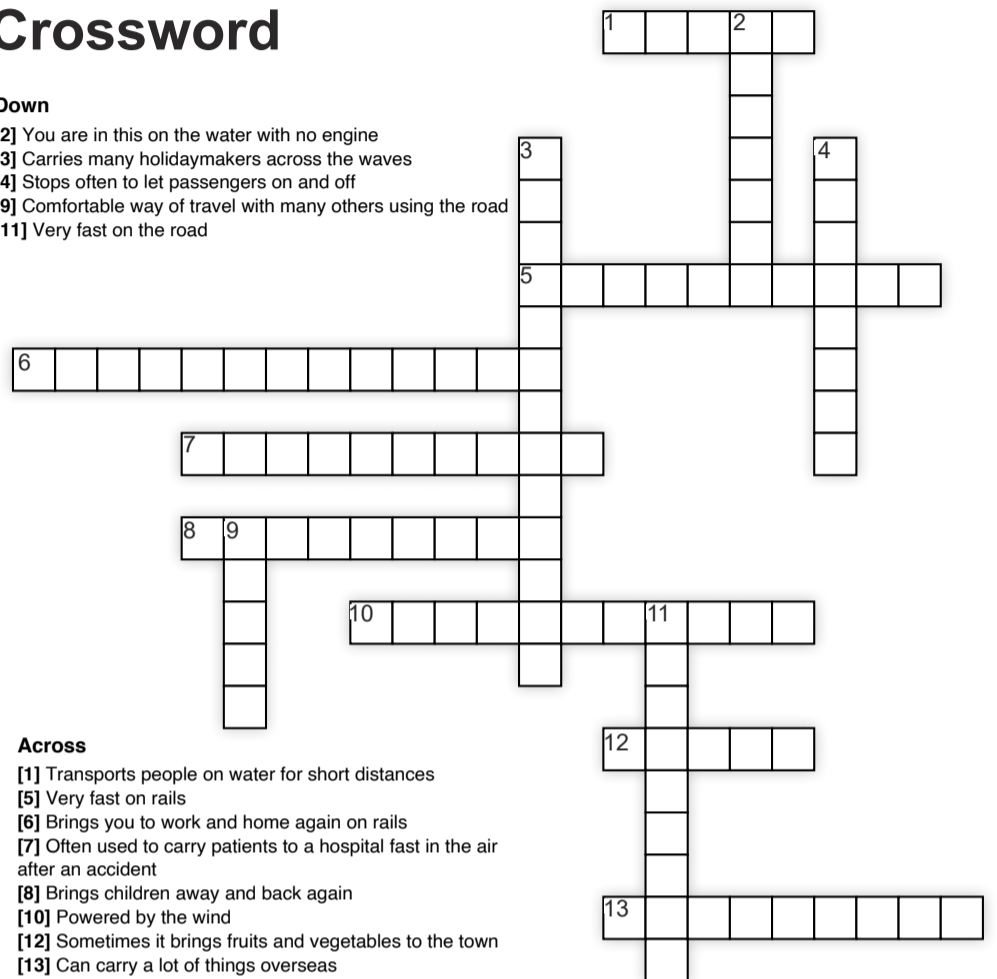 Crossword
Down
2] You are in this on the water with no engine
3] Carries many holidaymakers across the waves
4] Stops often to let passengers on and off
9] Comfortable way of travel with many others using the road
11] Very fast on the road
1
2
3
4
5
6
7
8
9
10
11
12
13
Across
[1] Transports people on water for short distances
[5] Very fast on rails
[6] Brings you to work and home again on rails
[7] Often used to carry patients to a hospital fast in the air
after an accident
[8] Brings children away and back again
[10] Powered by the wind
[12] Sometimes it brings fruits and vegetables to the town
[13] Can carry a lot of things overseas